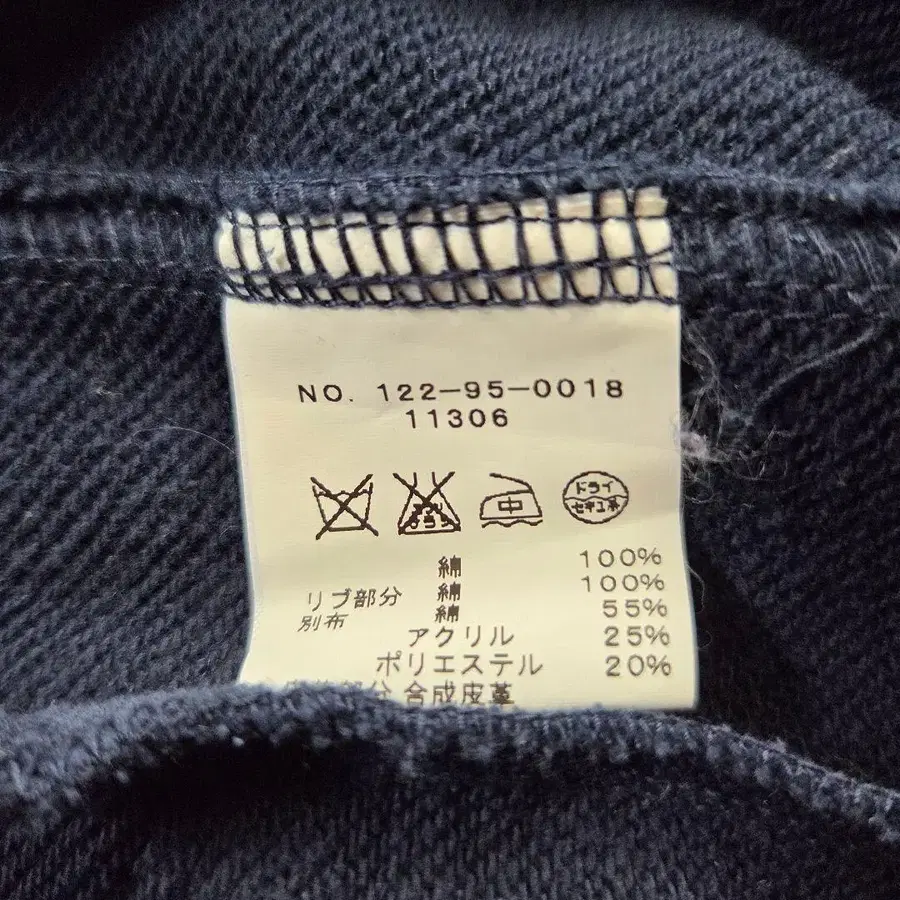 NO. 122-95-0018
11306
ドライ
セキユ系
綿 100%
リブ部分 綿 100%
別布 綿 55%
アクリル 25%
ポリエステル 20%
部分 合成皮革
中